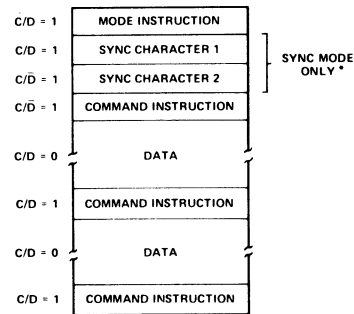 C/D = 1 MODE INSTRUCTION
C/D = 1 SYNC CHARACTER 1
SYNC MODE
ONLY *
C/D̅ = 1 SYNC CHARACTER 2
C/D̅ = 1 COMMAND INSTRUCTION
C/D = 0 DATA
C/D = 1 COMMAND INSTRUCTION
C/D = 0 DATA
C/D = 1 COMMAND INSTRUCTION